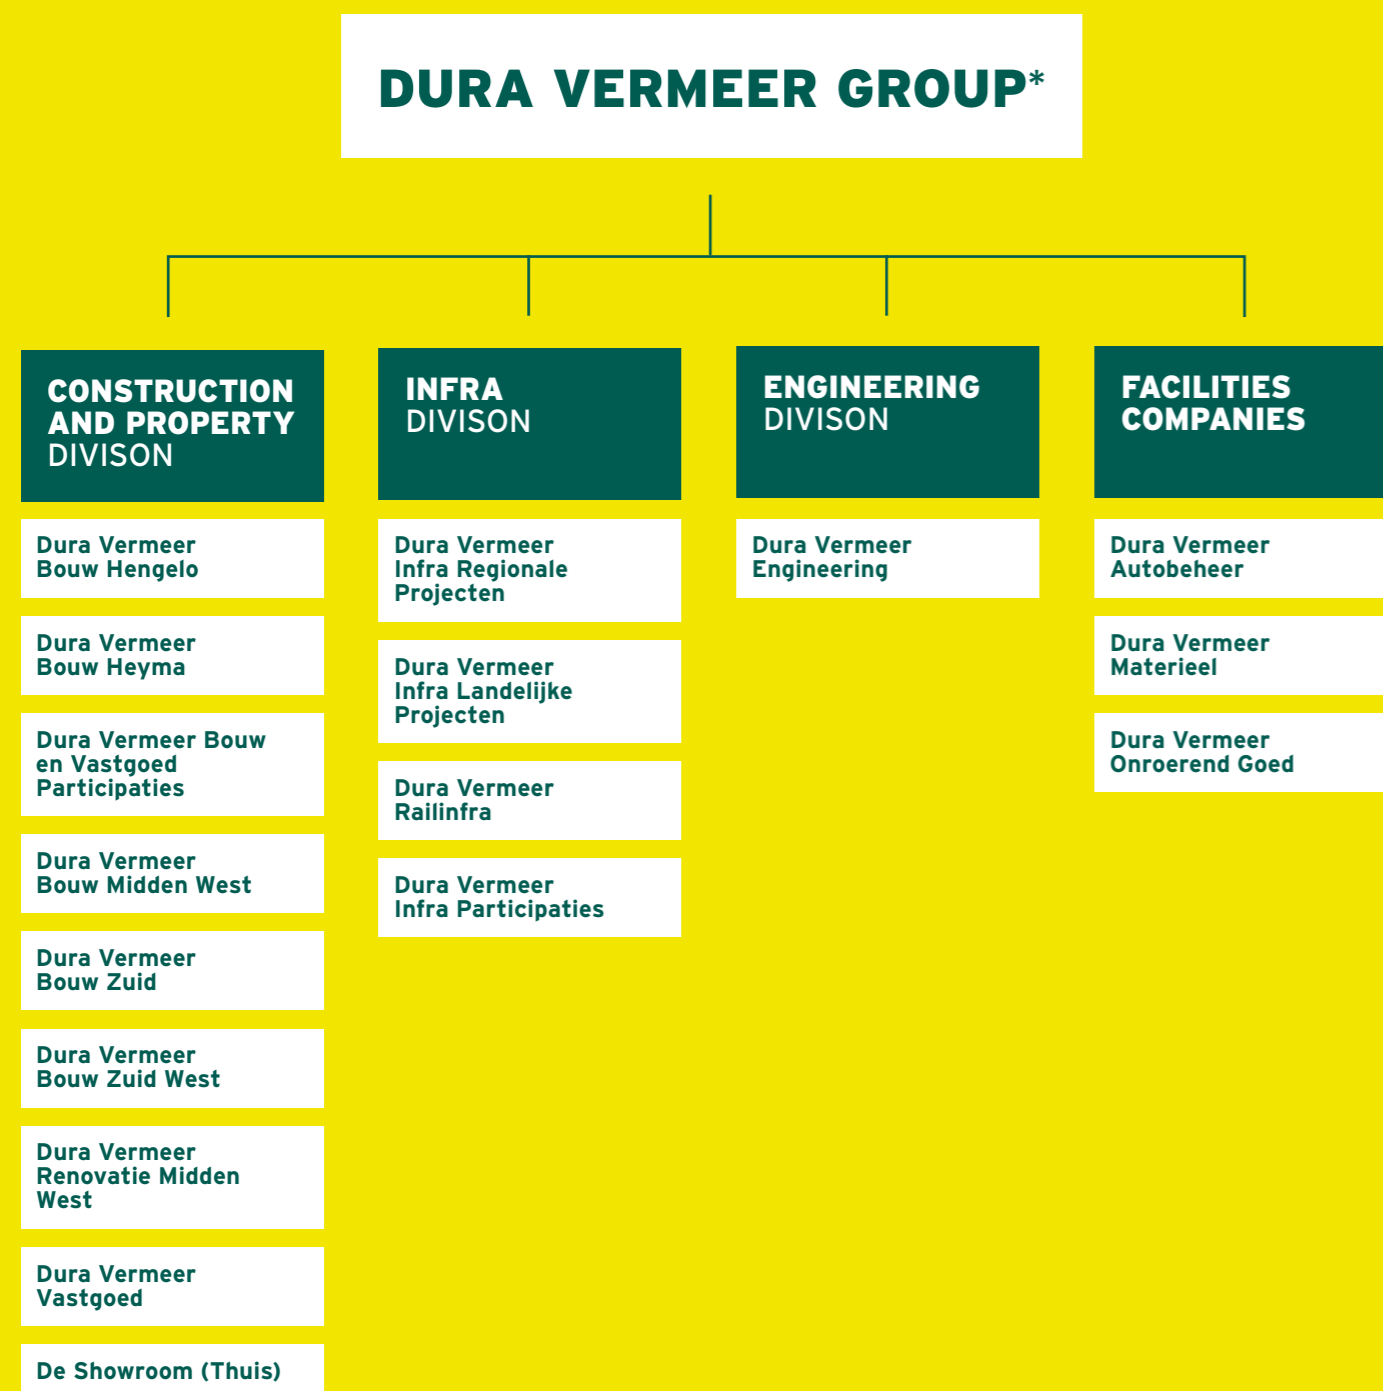 DURA VERMEER GROUP*
CONSTRUCTION
AND PROPERTY
DIVISON
Dura Vermeer
Bouw Hengelo
Dura Vermeer
Bouw Heyma
Dura Vermeer Bouw
en Vastgoed
Participaties
Dura Vermeer
Bouw Midden West
Dura Vermeer
Bouw Zuid
Dura Vermeer
Bouw Zuid West
Dura Vermeer
Renovatie Midden
West
Dura Vermeer
Vastgoed
De Showroom (Thuis)
INFRA
DIVISON
Dura Vermeer
Infra Regionale
Projecten
Dura Vermeer
Infra Landelijke
Projecten
Dura Vermeer
Railinfra
Dura Vermeer
Infra Participaties
ENGINEERING
DIVISON
Dura Vermeer
Engineering
FACILITIES
COMPANIES
Dura Vermeer
Autobeheer
Dura Vermeer
Materieel
Dura Vermeer
Onroerend Goed